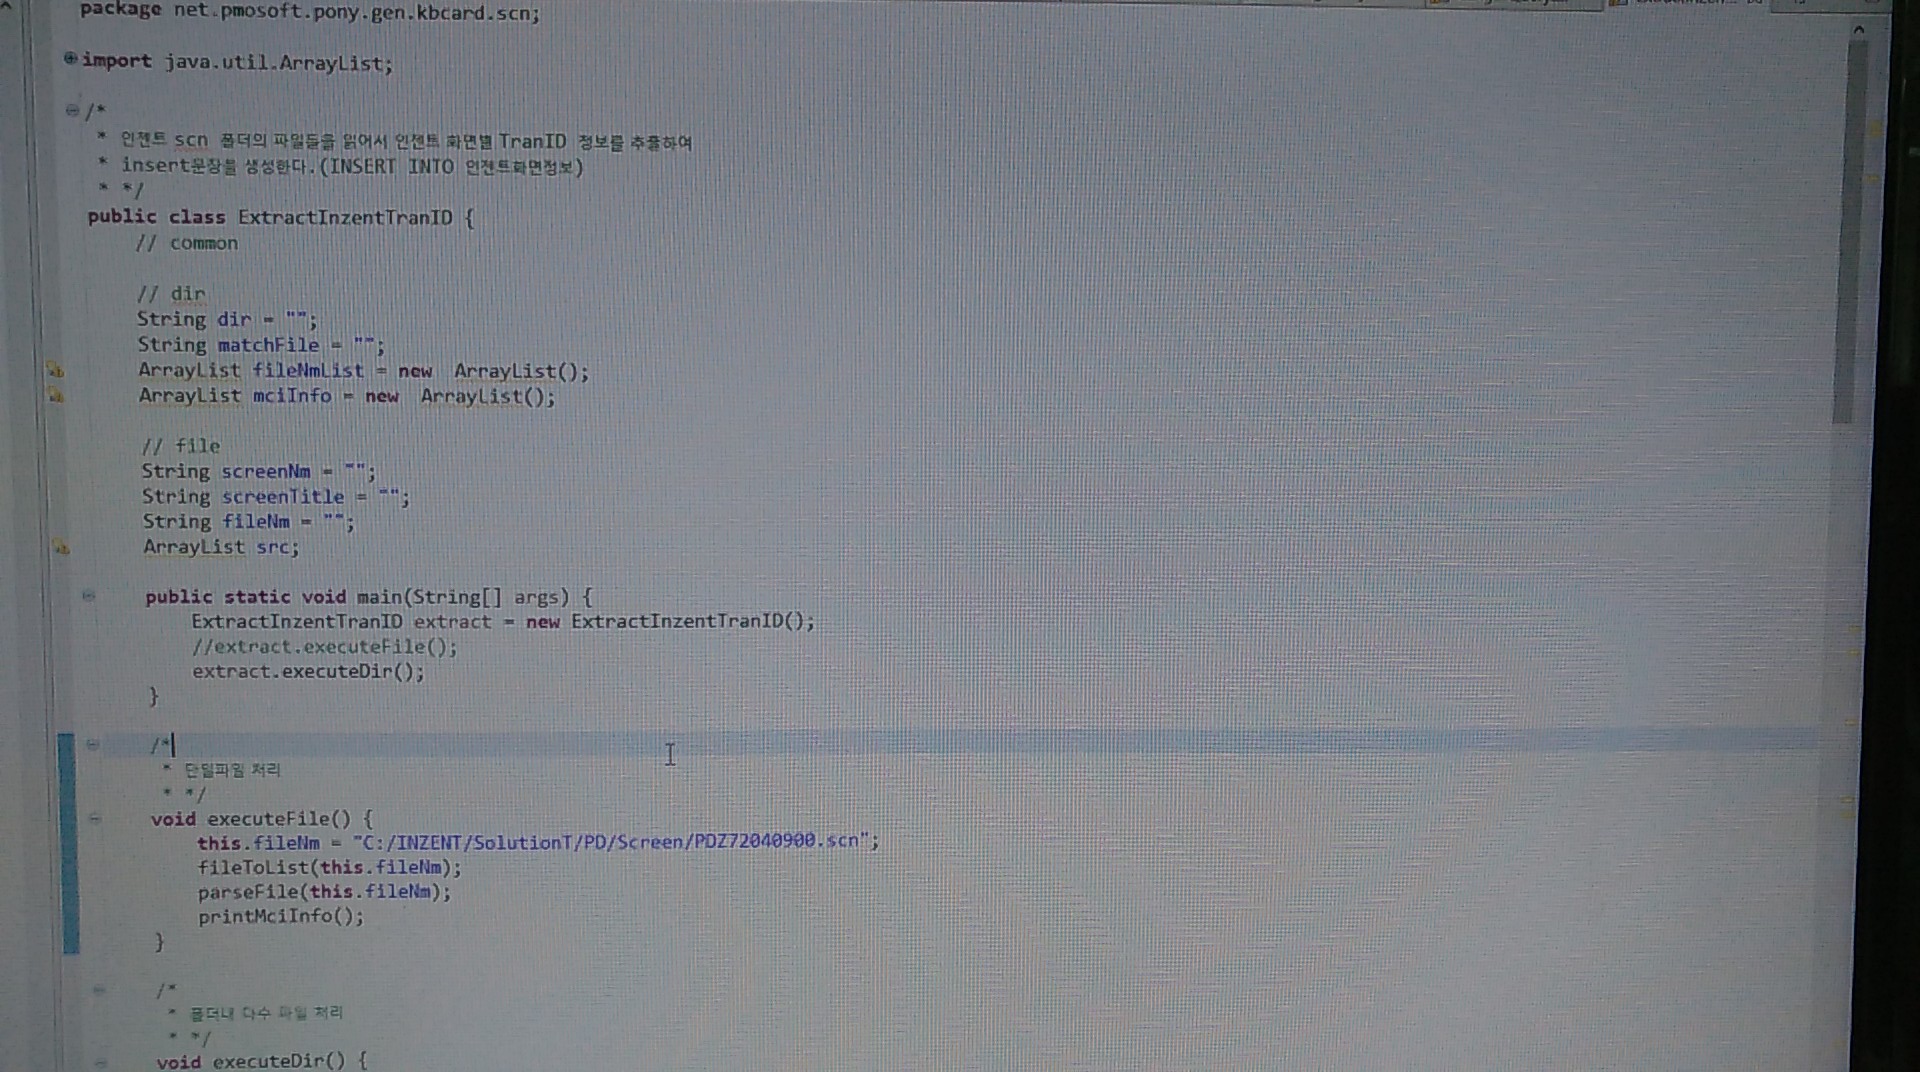 package net.pmosoft.pony.gen.kbcard.scn;
import java.util.ArrayList;
/*
* 인젠트 scn 폴더의 파일들을 읽어서 인젠트 화면별 TranID 정보를 추출하여
* insert문장을 생성한다.(INSERT INTO 인젠트화면정보)
* */
public class ExtractInzentTranID {
// common
// dir
String dir = "";
String matchFile = "";
ArrayList fileNmList = new  ArrayList();
ArrayList mciInfo = new  ArrayList();
// file
String screenNm = "";
String screenTitle = "";
String fileNm = "";
ArrayList src;
public static void main(String[] args) {
ExtractInzentTranID extract = new ExtractInzentTranID();
//extract.executeFile();
extract.executeDir();
}
/*
* 단일파일 처리
* */
void executeFile() {
this.fileNm = "C:/INZENT/SolutionT/PD/Screen/PDZ72040900.scn";
fileToList(this.fileNm);
parseFile(this.fileNm);
printMciInfo();
}
/*
* 폴더내 다수 파일 처리
* */
void executeDir() {